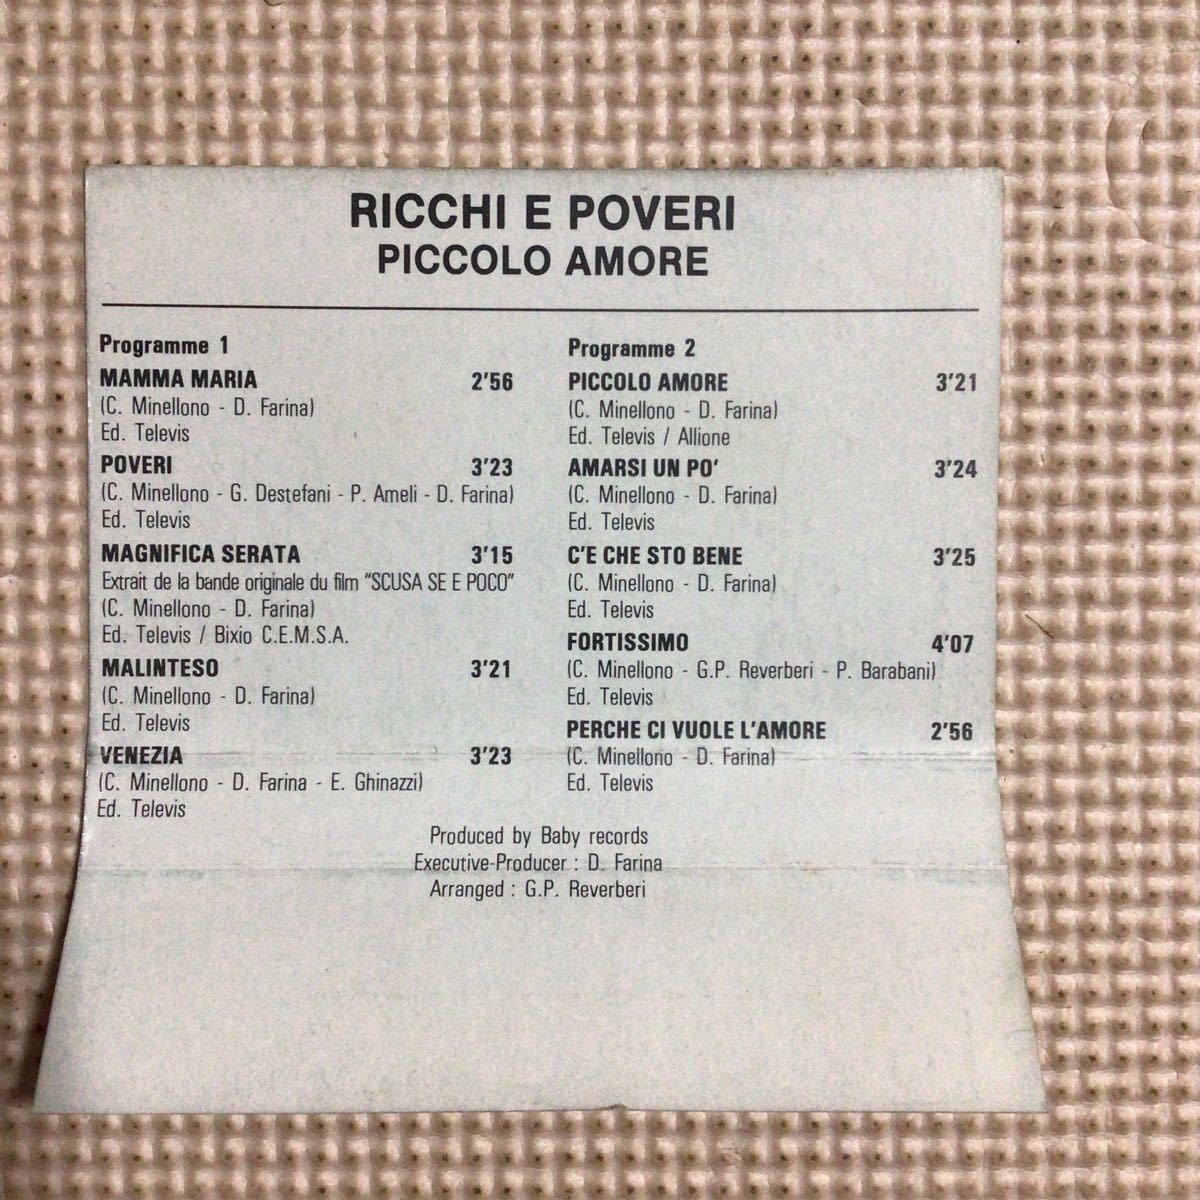 RICCHI E POVERI
PICCOLO AMORE
Programme 1
MAMMA MARIA 2'56
(C. Minellono - D. Farina)
Ed. Televis
POVERI 3'23
(C. Minellono - G. Destefani - P. Ameli - D. Farina)
Ed. Televis
MAGNIFICA SERATA 3'15
Extrait de la bande originale du film "SCUSA SE E POCO"
(C. Minellono - D. Farina)
Ed. Televis / Bixio C.E.M.S.A.
MALINTESO 3'21
(C. Minellono - D. Farina)
Ed. Televis
VENEZIA 3'23
(C. Minellono - D. Farina - E. Ghinazzi)
Ed. Televis
Programme 2
PICCOLO AMORE 3'21
(C. Minellono - D. Farina)
Ed. Televis / Allione
AMARSI UN PO' 3'24
(C. Minellono - D. Farina)
Ed. Televis
C'E CHE STO BENE 3'25
(C. Minellono - D. Farina)
Ed. Televis
FORTISSIMO 4'07
(C. Minellono - G.P. Reverberi - P. Barabani)
Ed. Televis
PERCHE CI VUOLE L'AMORE 2'56
(C. Minellono - D. Farina)
Ed. Televis
Produced by Baby records
Executive-Producer : D. Farina
Arranged : G.P. Reverberi